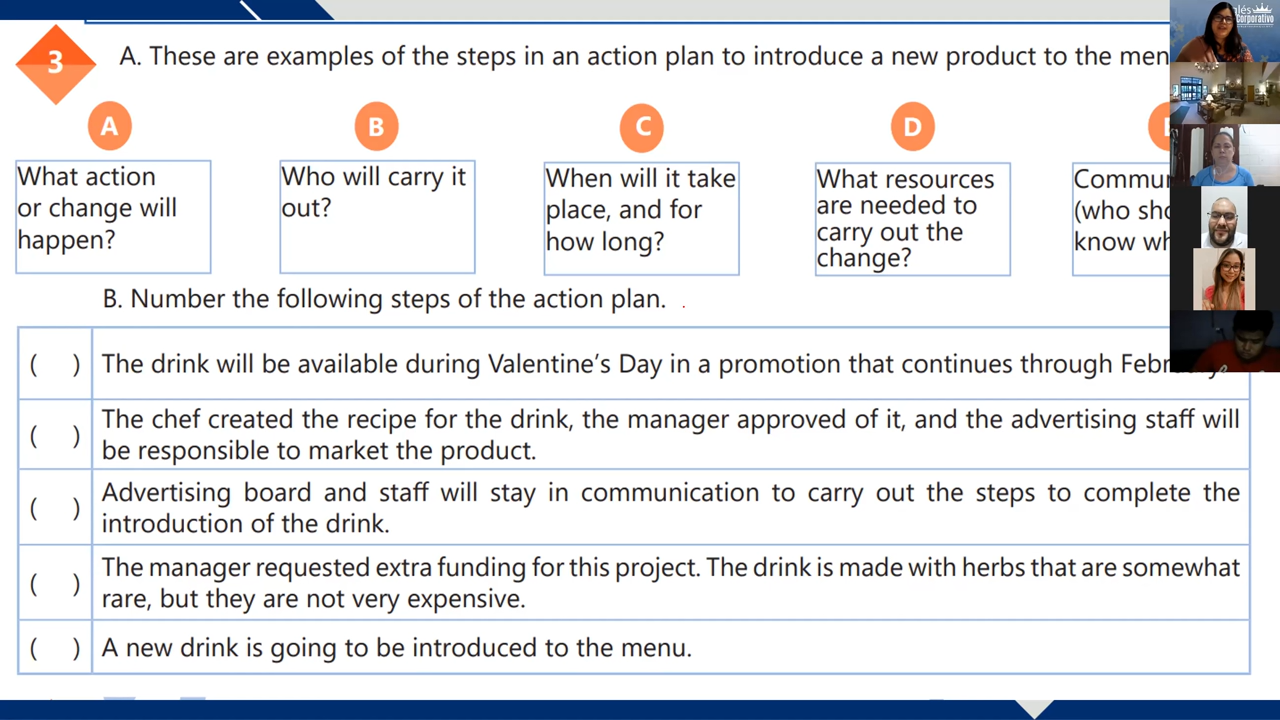 3
A. These are examples of the steps in an action plan to introduce a new product to the
A
B
C
D
What action
or change will
happen?
Who will carry it
out?
When will it take
place, and for
how long?
What resources
are needed to
carry out the
change?
(who
know
B. Number the following steps of the action plan.
( ) The drink will be available during Valentine's Day in a promotion that continues through
( ) The chef created the recipe for the drink, the manager approved of it, and the advertising staff will
be responsible to market the product.
( ) Advertising board and staff will stay in communication to carry out the steps to complete the
introduction of the drink.
( ) The manager requested extra funding for this project. The drink is made with herbs that are somewhat
rare, but they are not very expensive.
( ) A new drink is going to be introduced to the menu.